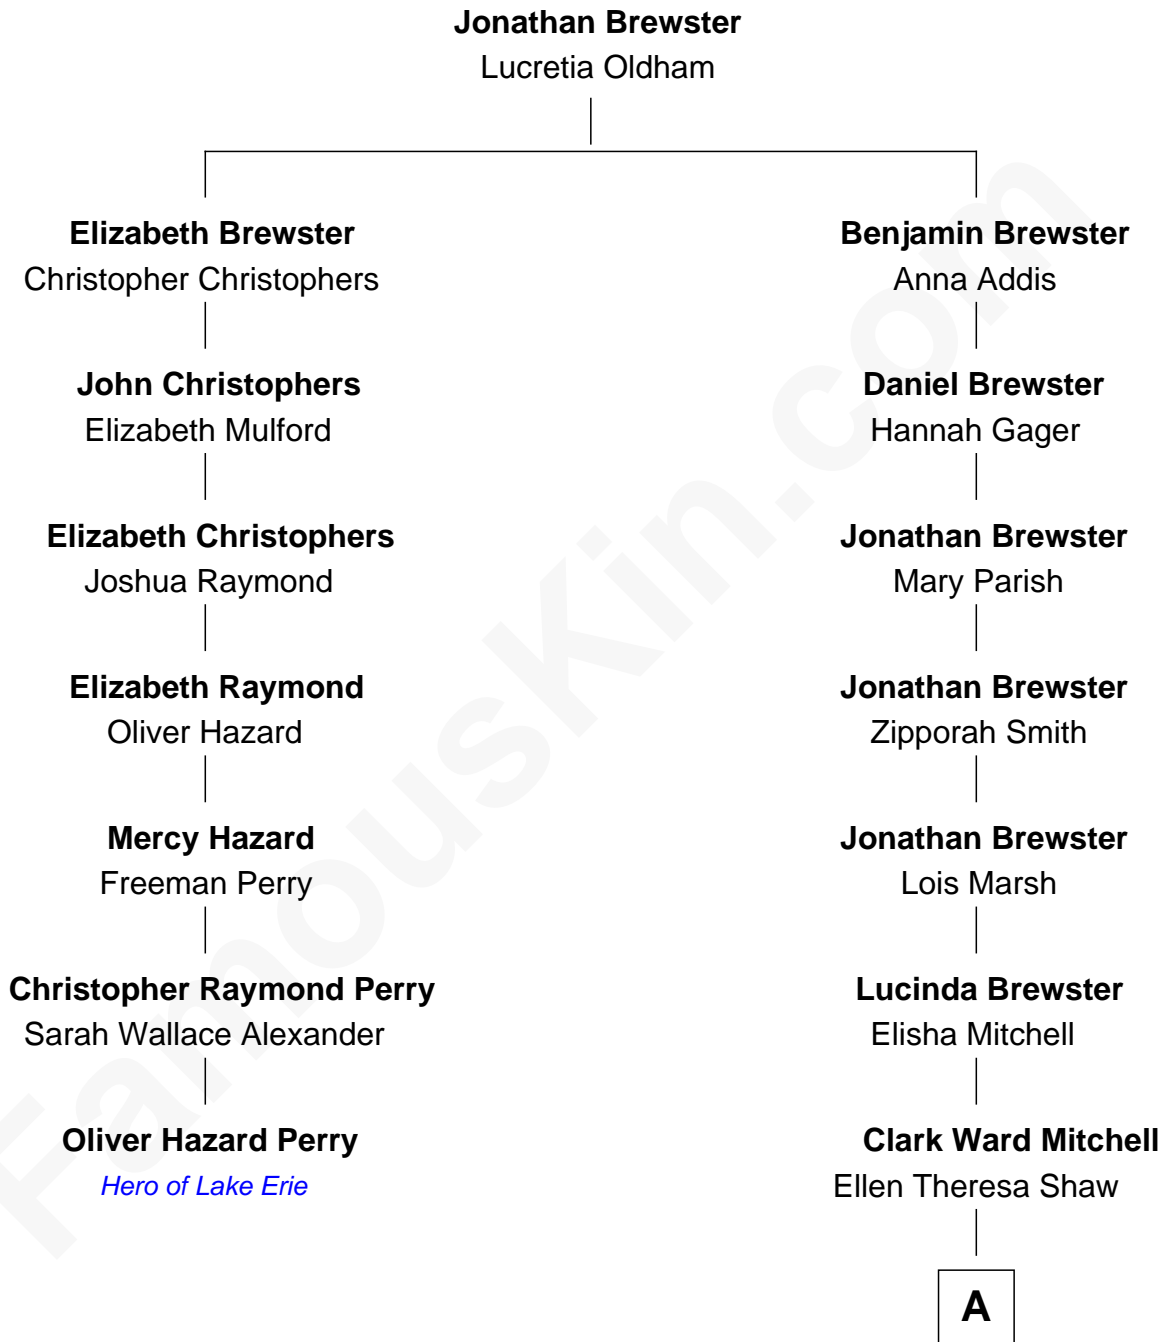 Jonathan Brewster
Lucretia Oldham
Elizabeth Brewster
Christopher Christophers
Benjamin Brewster
Anna Addis
John Christophers
Elizabeth Mulford
Daniel Brewster
Hannah Gager
Elizabeth Christophers
Joshua Raymond
Jonathan Brewster
Mary Parish
Elizabeth Raymond
Oliver Hazard
Jonathan Brewster
Zipporah Smith
Mercy Hazard
Freeman Perry
Jonathan Brewster
Lois Marsh
Christopher Raymond Perry
Sarah Wallace Alexander
Lucinda Brewster
Elisha Mitchell
Oliver Hazard Perry
Hero of Lake Erie
Clark Ward Mitchell
Ellen Theresa Shaw
A
FamousKin.com